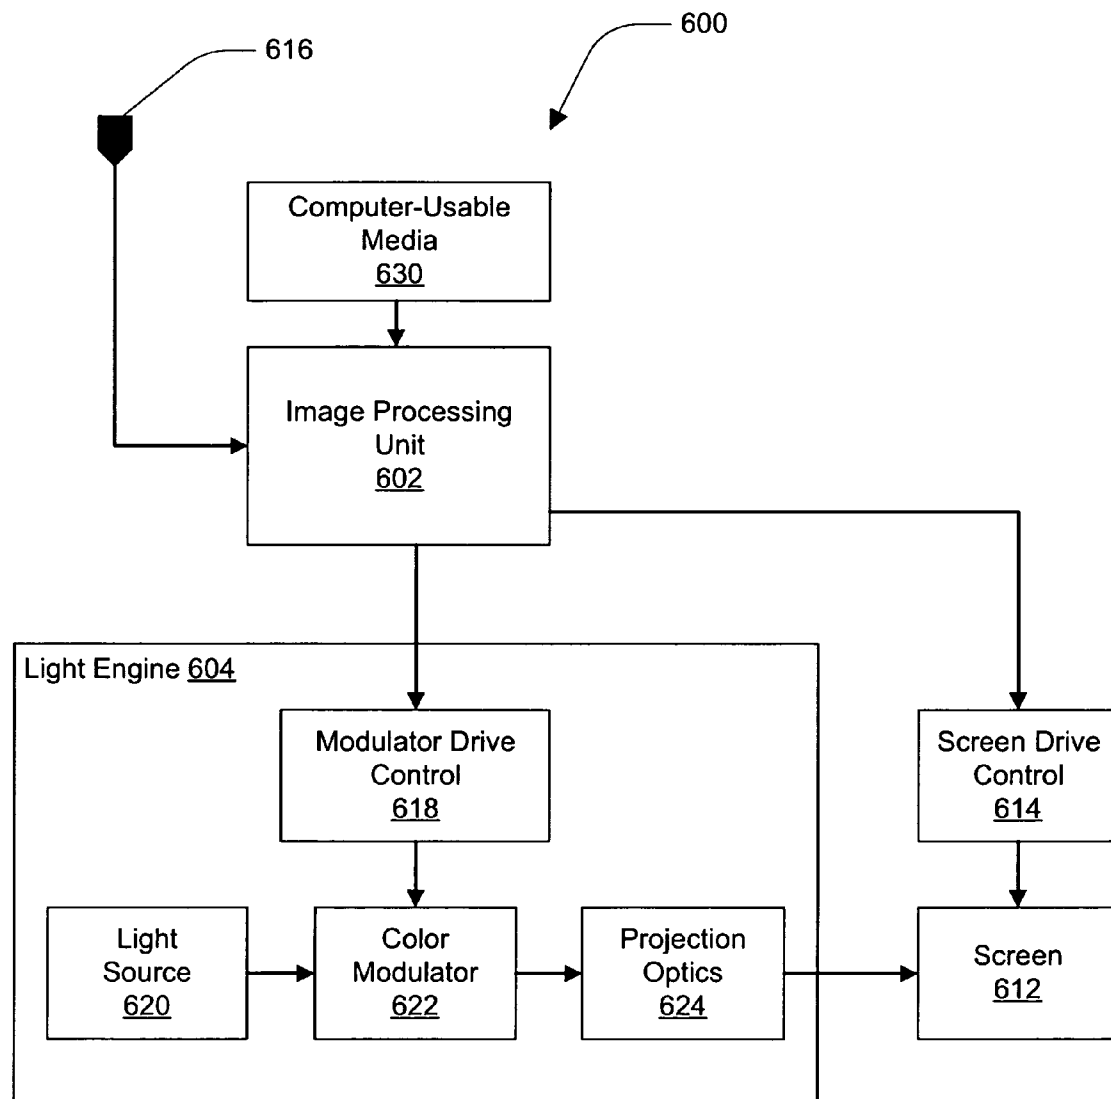 600
616
Computer-Usable
Media
630
Image Processing
Unit
602
Light Engine 604
Modulator Drive
Control
618
Screen Drive
Control
614
Light
Source
620
Color
Modulator
622
Projection
Optics
624
Screen
612